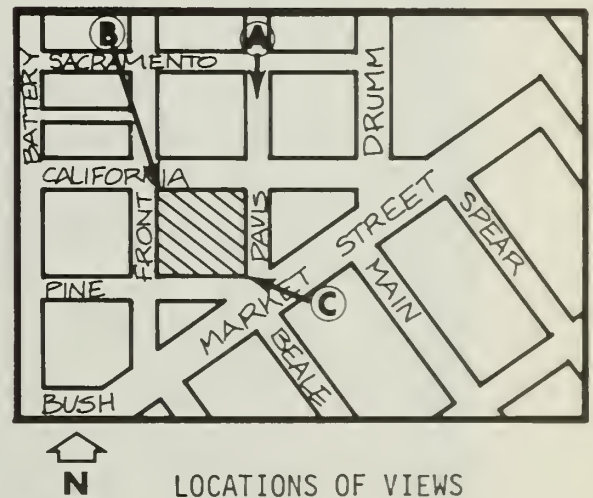 B
A
SACRAMENTO
BATTERY
DRUMM
CALIFORNIA
FRONT
DAVIS
PINE
MARKET STREET
SPEAR
MAIN
C
BEALE
BUSH
N
LOCATIONS OF VIEWS